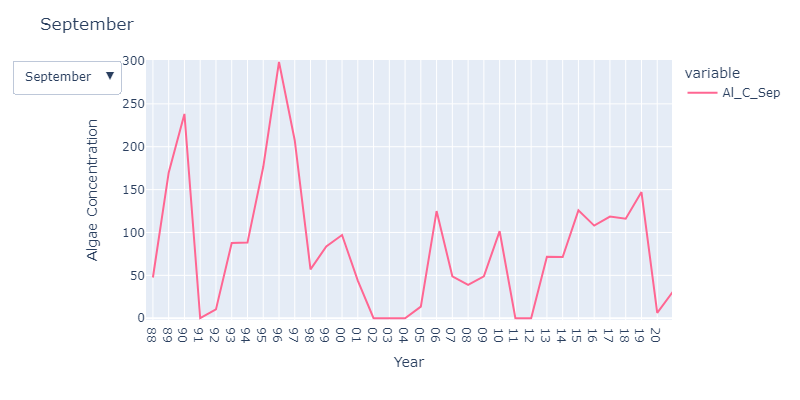 September
September ▼
variable
Al_C_Sep
Algae Concentration
300
250
200
150
100
50
0
88 89 90 91 92 93 94 95 96 97 98 99 00 01 02 03 04 05 06 07 08 09 10 11 12 13 14 15 16 17 18 19 20
Year